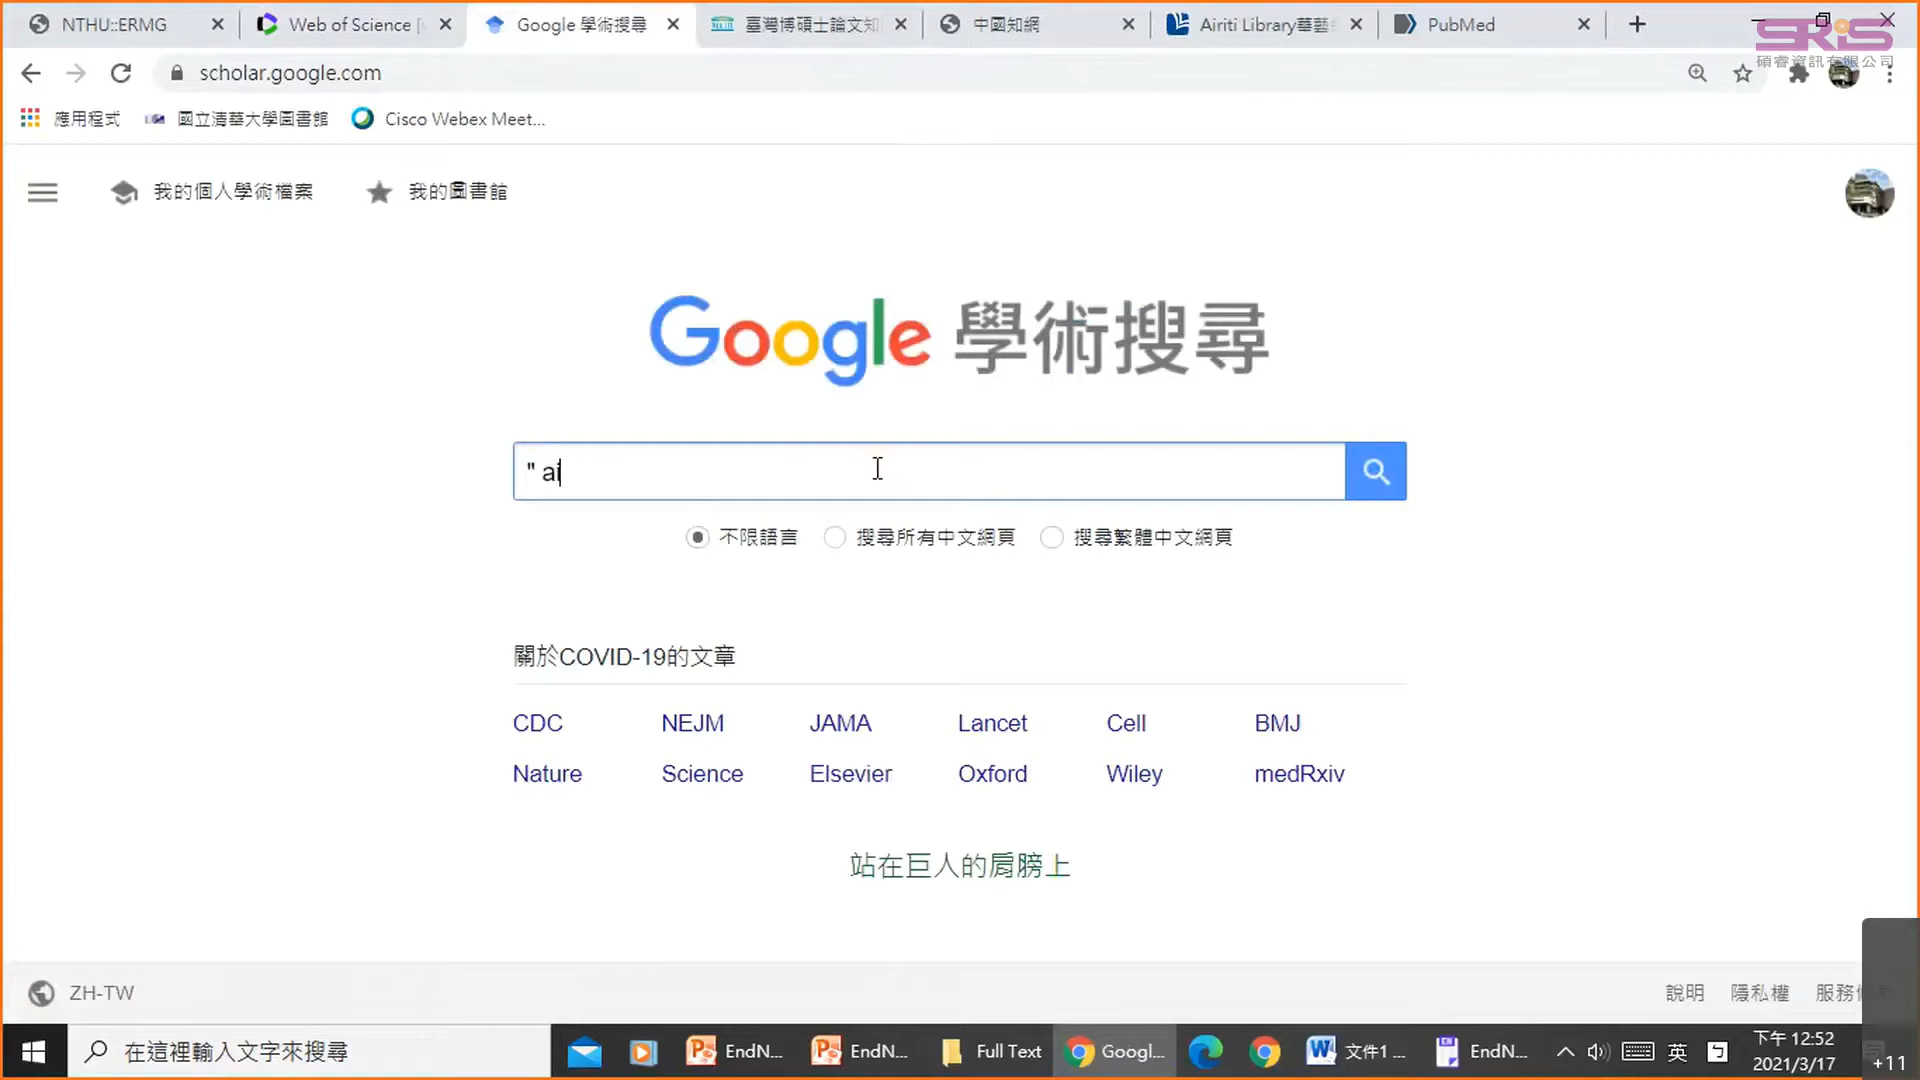 NTHU::ERMG
Web of Science [
Google 學術搜尋
臺灣博碩士論文知
中國知網
Airiti Library華藝
PubMed
SRIS
碩睿資訊有限公司
scholar.google.com
應用程式
國立清華大學圖書館
Cisco Webex Meet...
我的個人學術檔案
我的圖書館
Google 學術搜尋
" ai
不限語言
搜尋所有中文網頁
搜尋繁體中文網頁
關於COVID-19的文章
CDC NEJM JAMA Lancet Cell BMJ
Nature Science Elsevier Oxford Wiley medRxiv
站在巨人的肩膀上
ZH-TW
說明 隱私權 服務
在這裡輸入文字來搜尋
EndN...
EndN...
Full Text
Googl...
文件1 ...
EndN...
英
下午 12:52
2021/3/17
+11